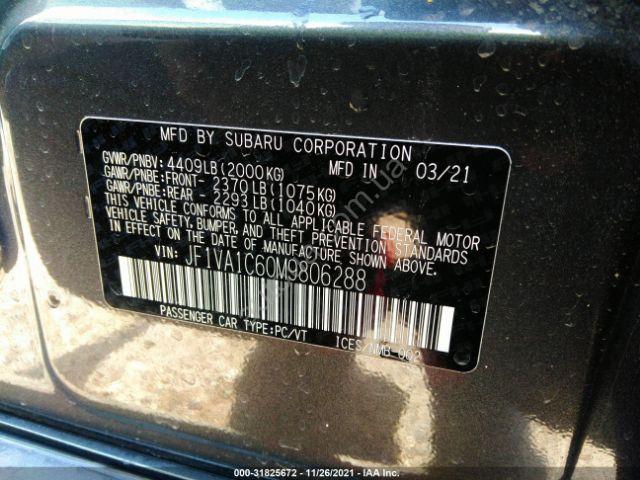 MFD BY SUBARU CORPORATION
GVWR/PNBV: 4409LB(2000KG) MFD IN 03/21
GAWR/PNBE:FRONT- 2370LB(1075KG)
GAWR/PNBE:REAR - 2293LB(1040KG)
THIS VEHICLE CONFORMS TO ALL APPLICABLE FEDERAL MOTOR
VEHICLE SAFETY, BUMPER, AND THEFT PREVENTION STANDARDS
IN EFFECT ON THE DATE OF MANUFACTURE SHOWN ABOVE.
VIN: JF1VA1C60M9806288
PASSENGER CAR TYPE:PC/VT ICES/NMB-002
000-31825672 - 11/26/2021 - IAA Inc.